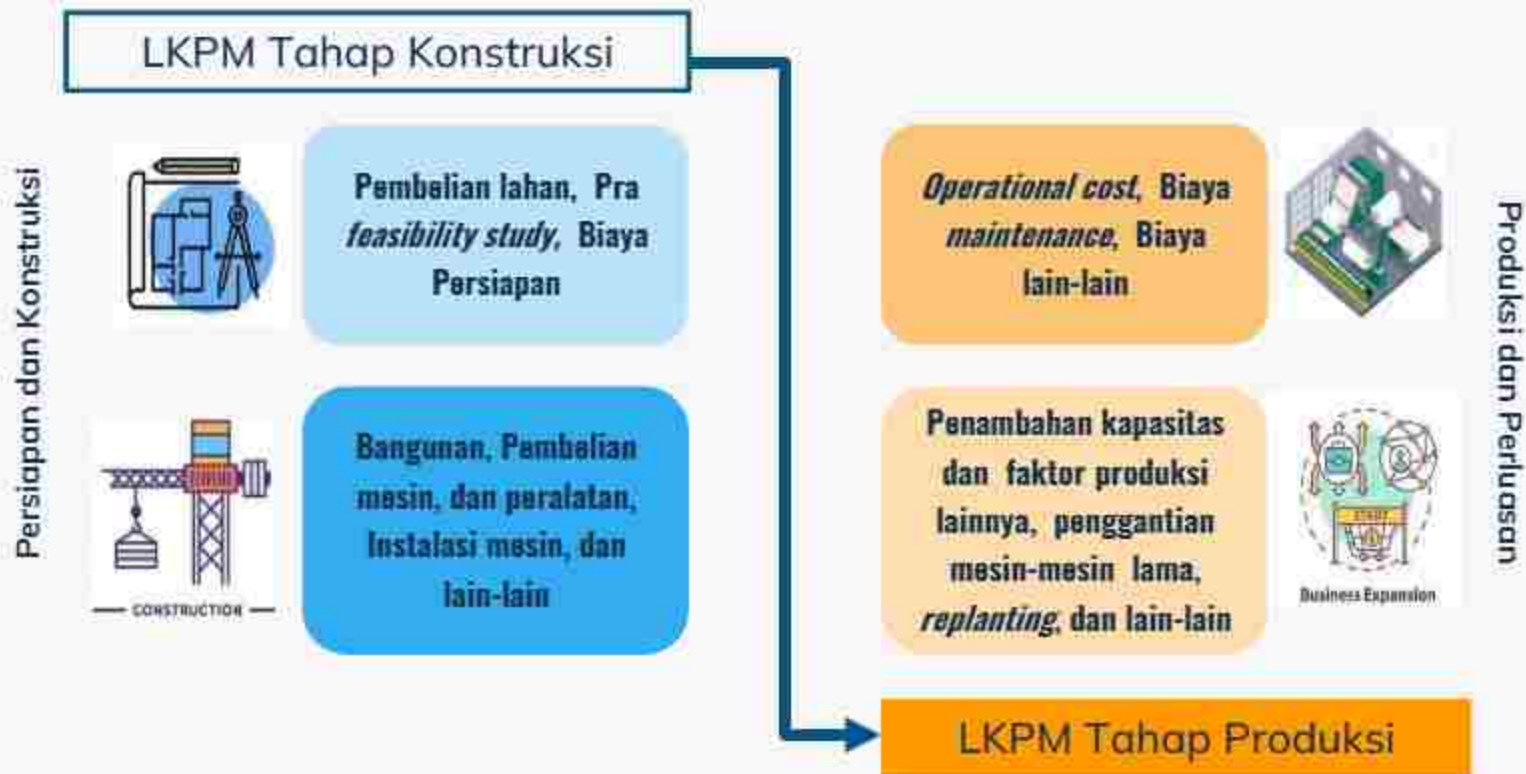 LKPM Tahap Konstruksi
Persiapan dan Konstruksi
Pembelian lahan, Pra
feasibility study, Biaya
Persiapan
Bangunan, Pembelian
mesin, dan peralatan,
Instalasi mesin, dan
lain-lain
CONSTRUCTION
Operational cost, Biaya
maintenance, Biaya
lain-lain
Penambahan kapasitas
dan faktor produksi
lainnya, penggantian
mesin-mesin lama,
replanting, dan lain-lain
START
Business Expansion
Produksi dan Perluasan
LKPM Tahap Produksi